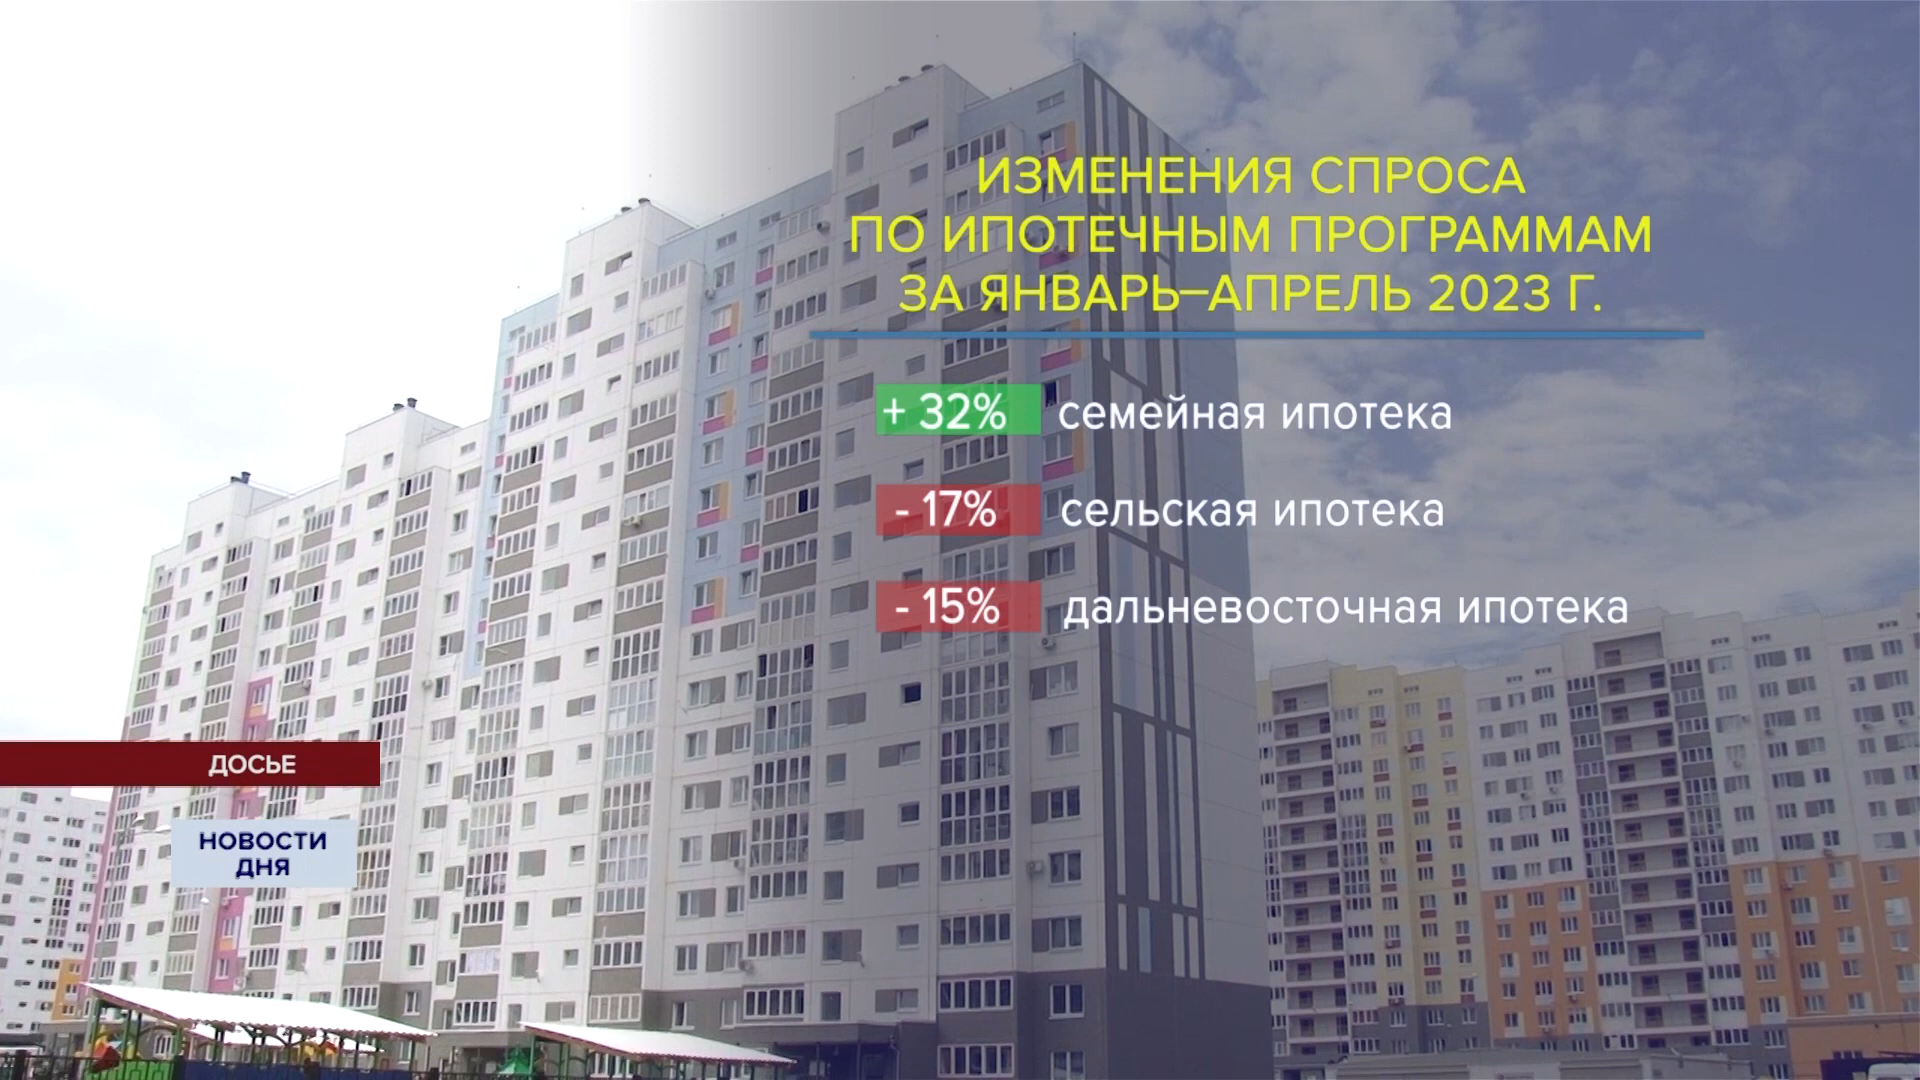 ИЗМЕНЕНИЯ СПРОСА
ПО ИПОТЕЧНЫМ ПРОГРАММАМ
ЗА ЯНВАРЬ–АПРЕЛЬ 2023 Г.
+ 32% семейная ипотека
- 17% сельская ипотека
- 15% дальневосточная ипотека
ДОСЬЕ
НОВОСТИ
ДНЯ